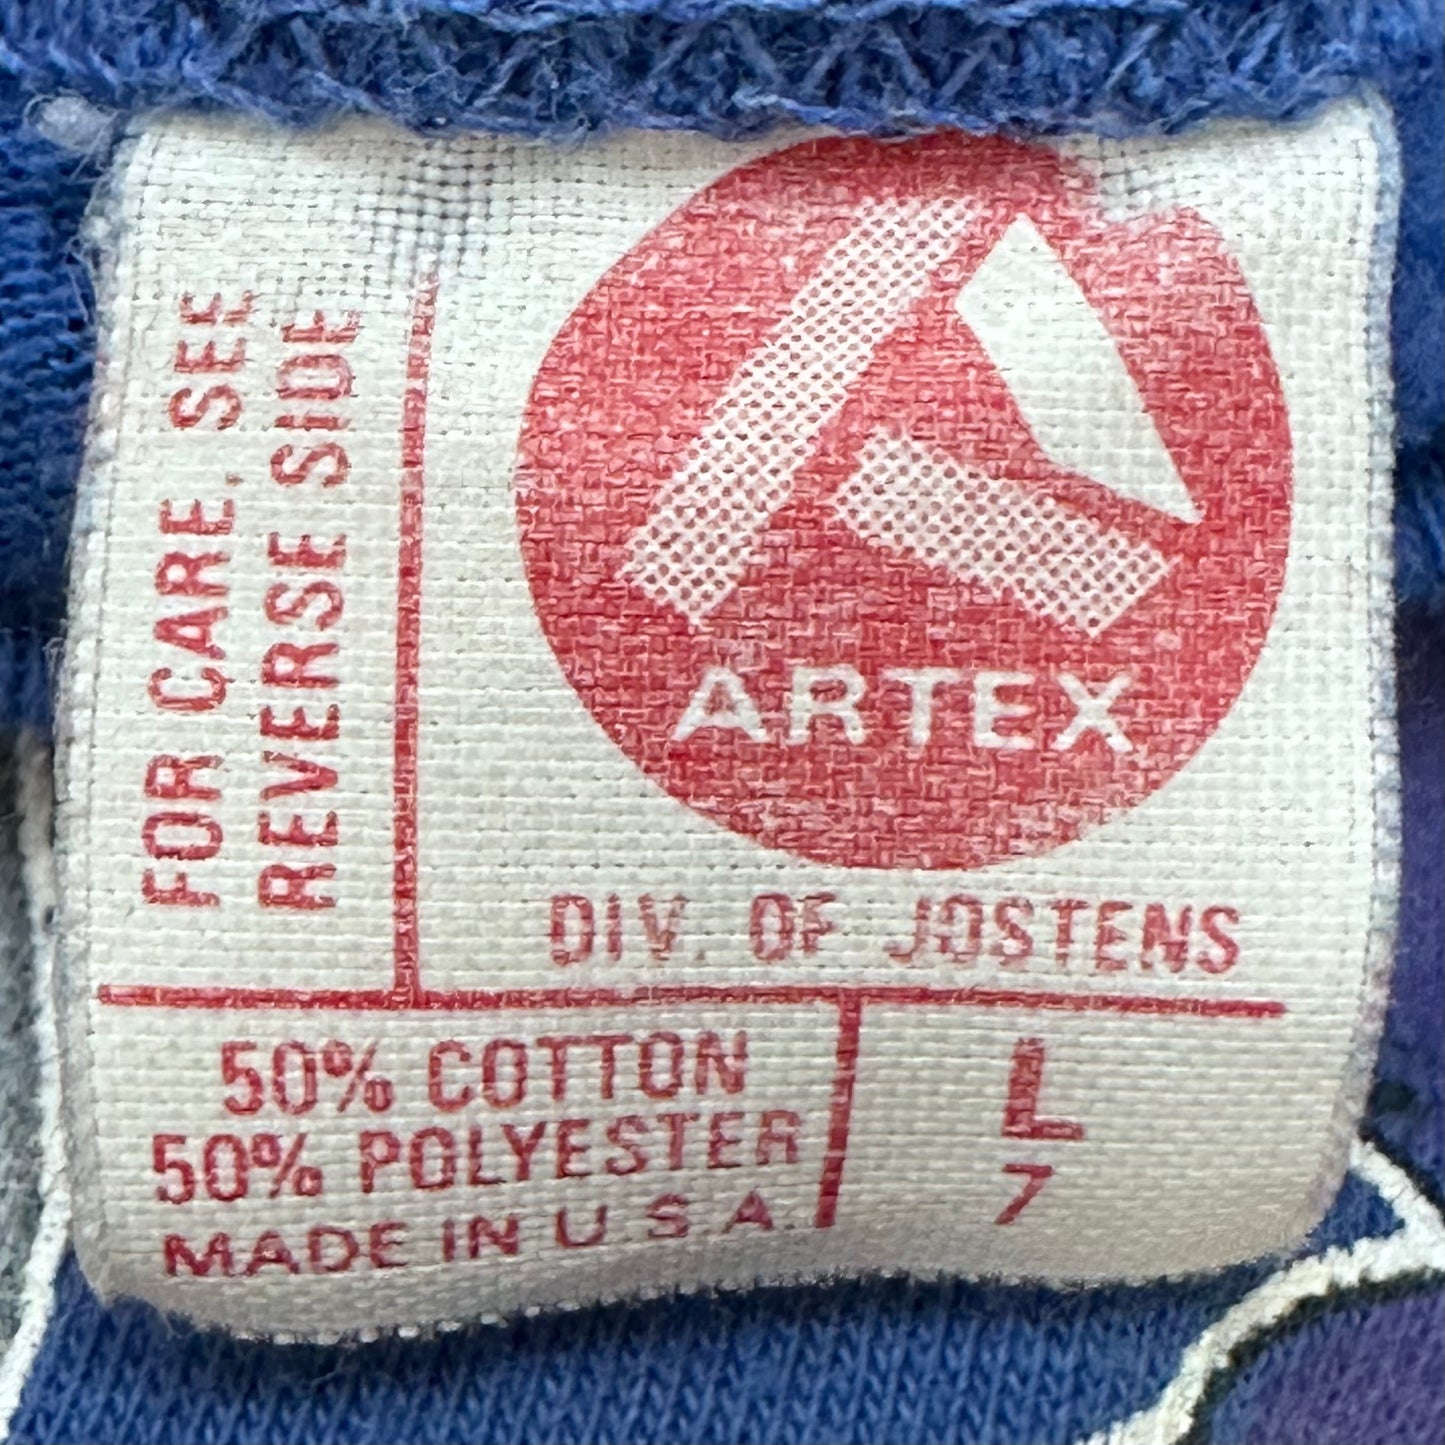 FOR CARE, SEE
REVERSE SIDE
ARTEX
DIV. OF JOSTENS
50% COTTON
50% POLYESTER
MADE IN U.S.A.
L
7